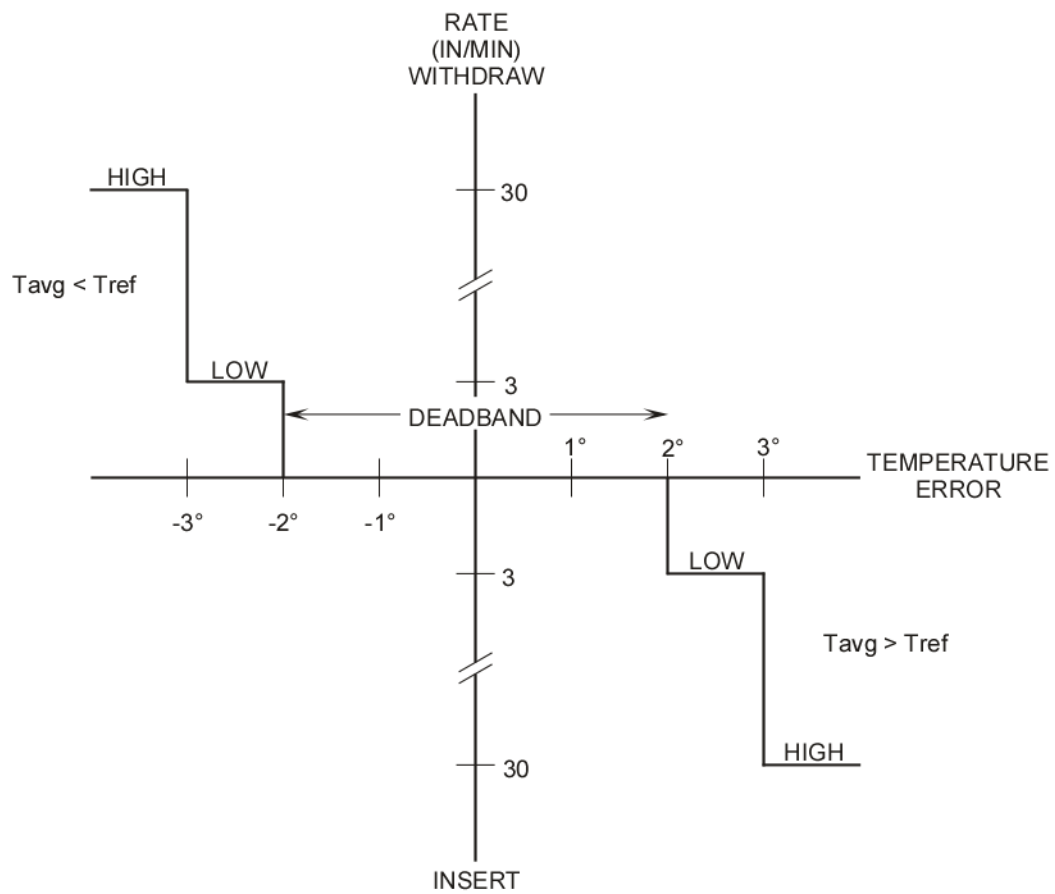 RATE
(IN/MIN)
WITHDRAW
HIGH
30
Tavg < Tref
LOW
3
DEADBAND
1°
2°
3°
TEMPERATURE
ERROR
-3°
-2°
-1°
LOW
3
Tavg > Tref
HIGH
30
INSERT